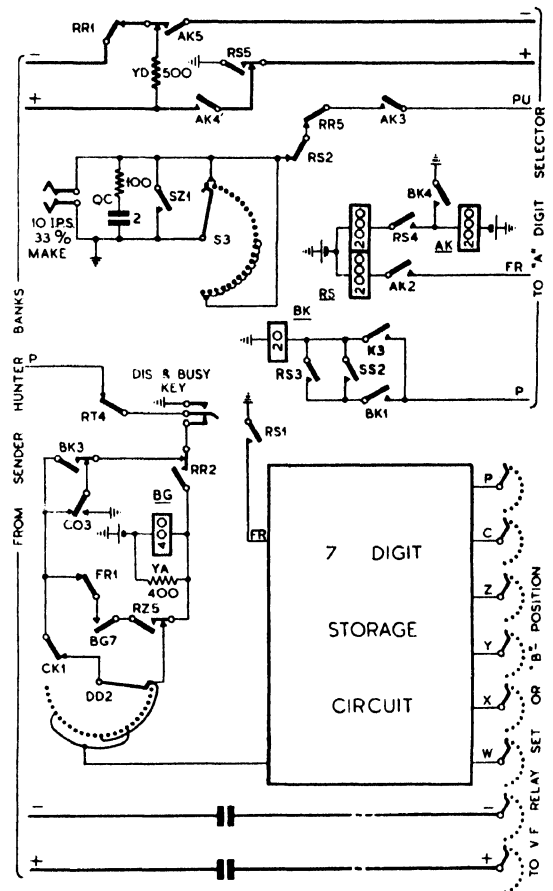 RR1
AK5
−
−
YD
500
RS5
+
+
AK4
RR5
AK3
PU
RS2
100
QC
2
SZ1
S3
10 I.P.S.
33 %
MAKE
BK4
2000
RS4
AK
2000
RS
2000
AK2
FR
BK
20
K3
RS3
SS2
BK1
P
TO "A" DIGIT SELECTOR
FROM SENDER HUNTER BANKS
P
DIS & BUSY
KEY
RT4
RS1
BK3
RR2
CO3
BG
400
YA
400
FR1
RZ5
BG7
CK1
DD2
FR
7 DIGIT
STORAGE
CIRCUIT
P
C
Z
Y
X
W
−
−
+
+
TO V F RELAY SET OR "B" POSITION